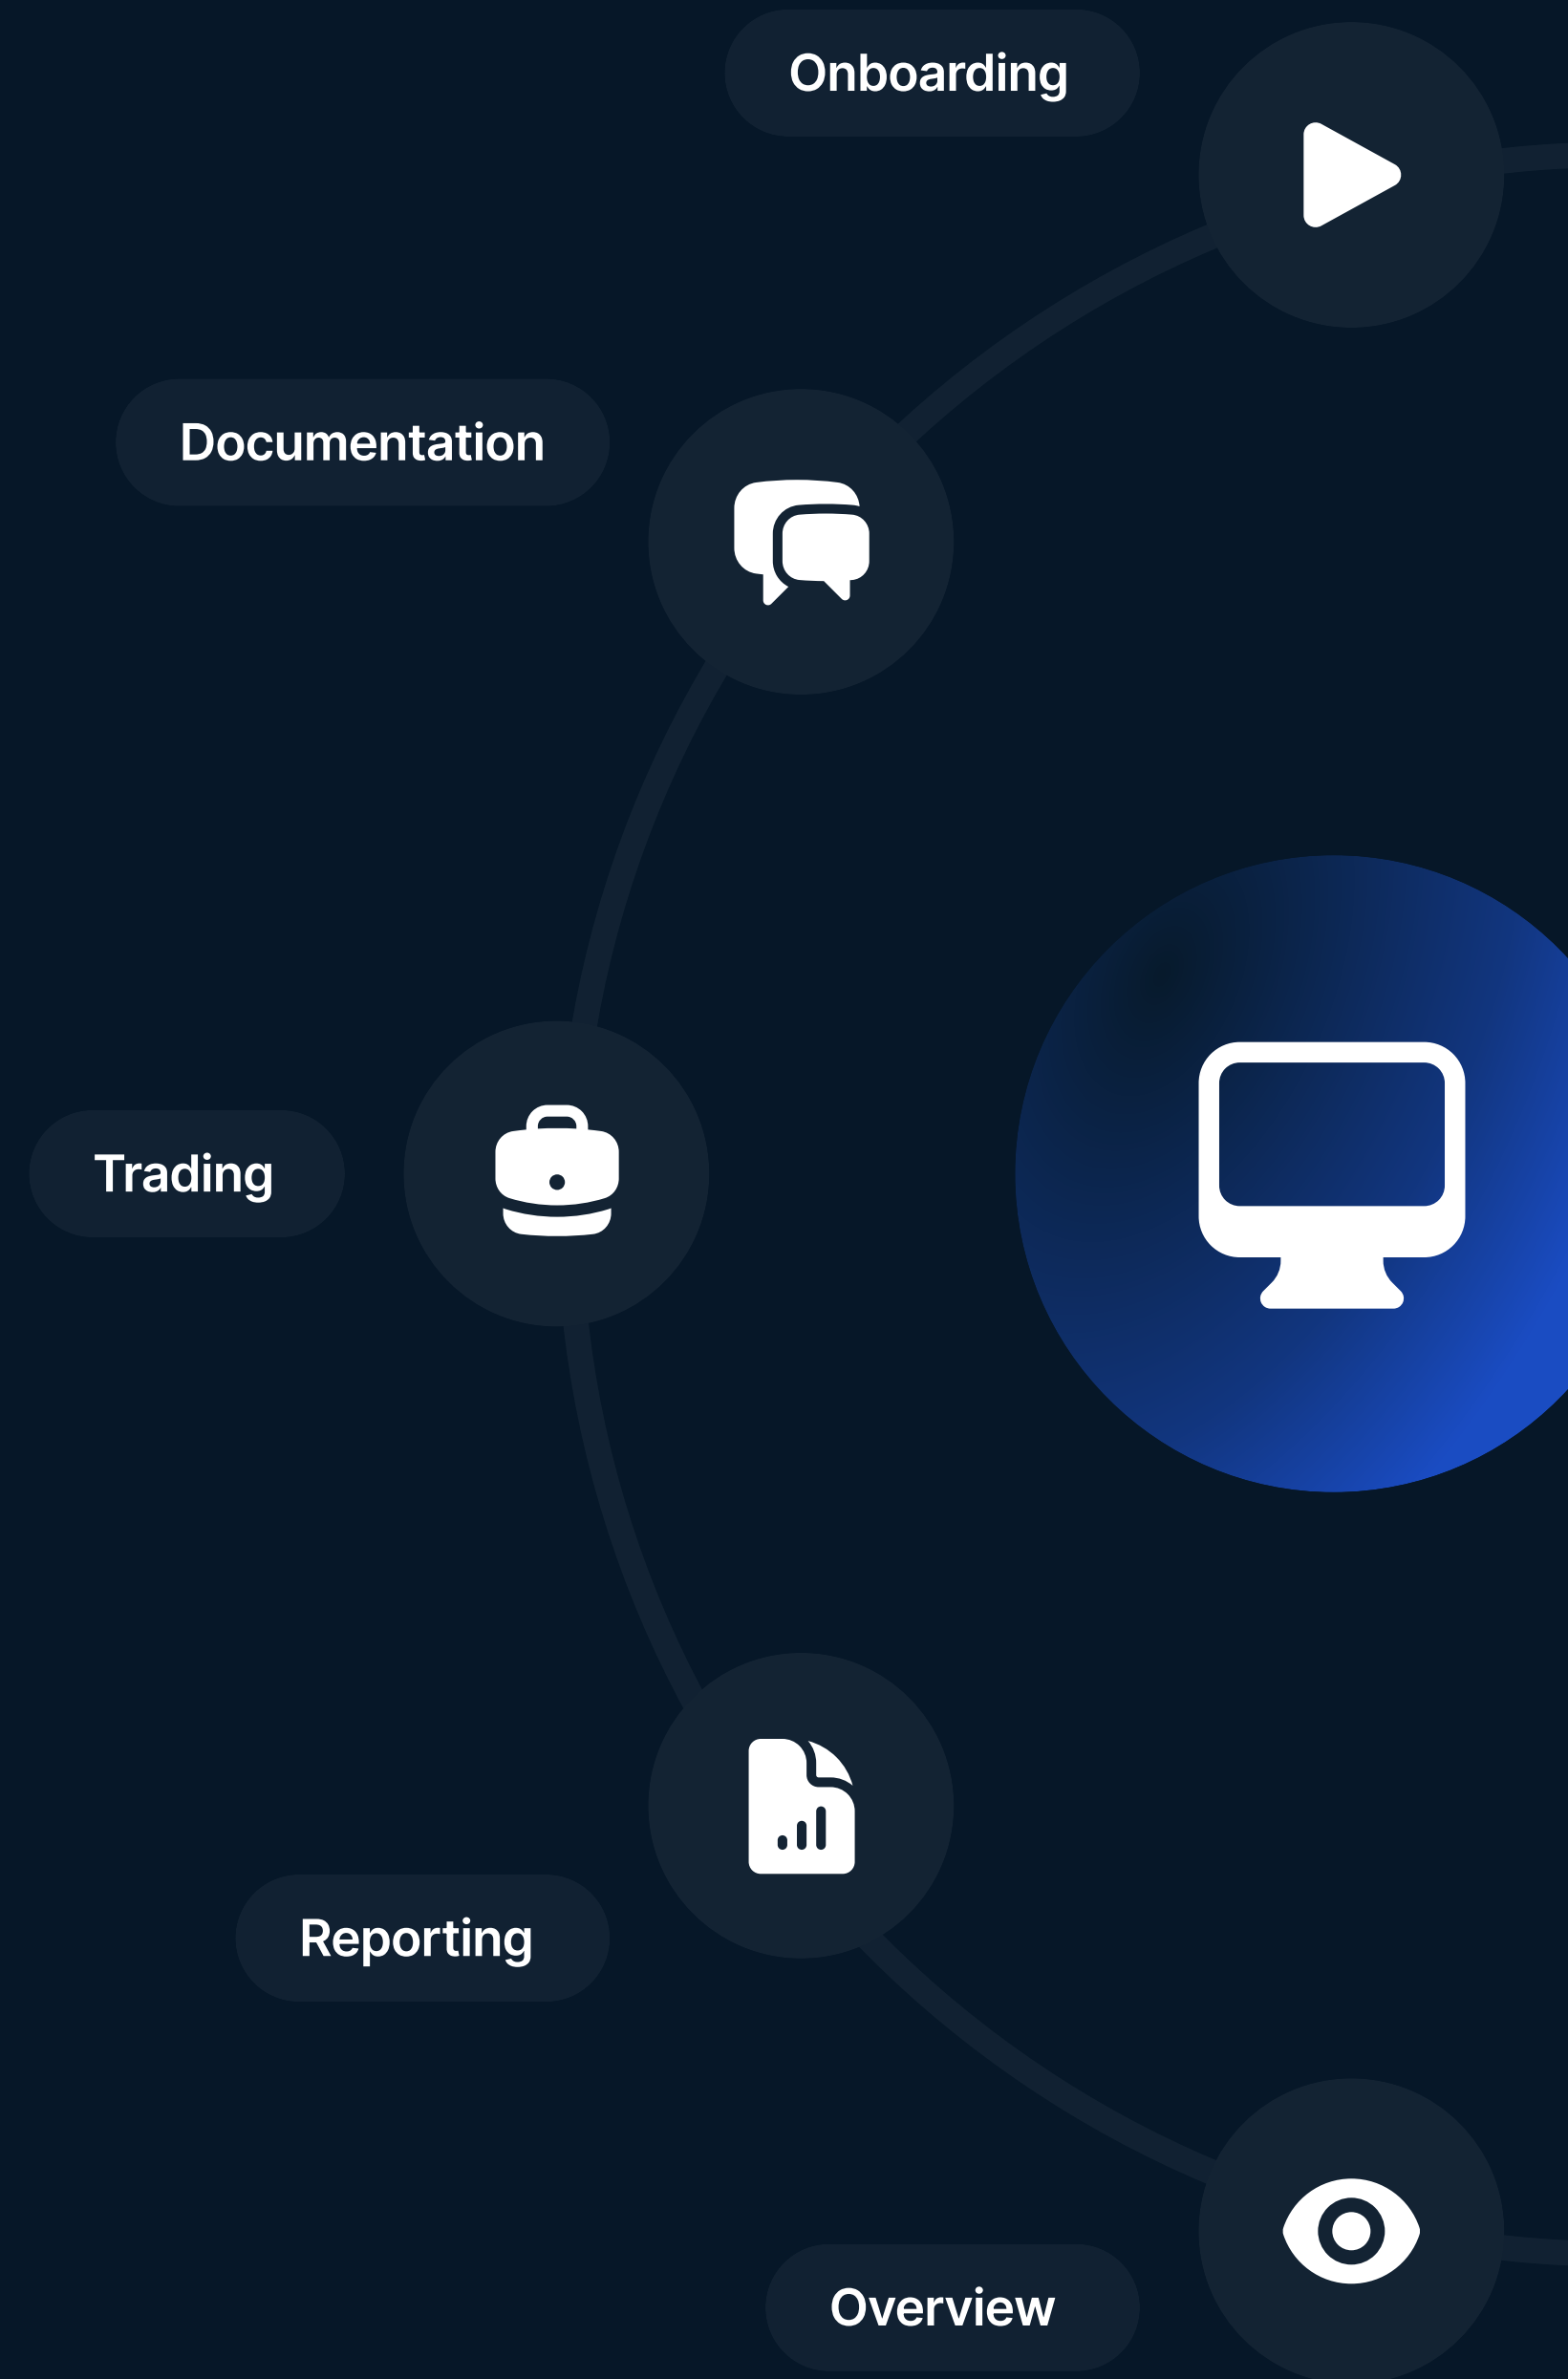 Onboarding
Documentation
Trading
Reporting
Overview